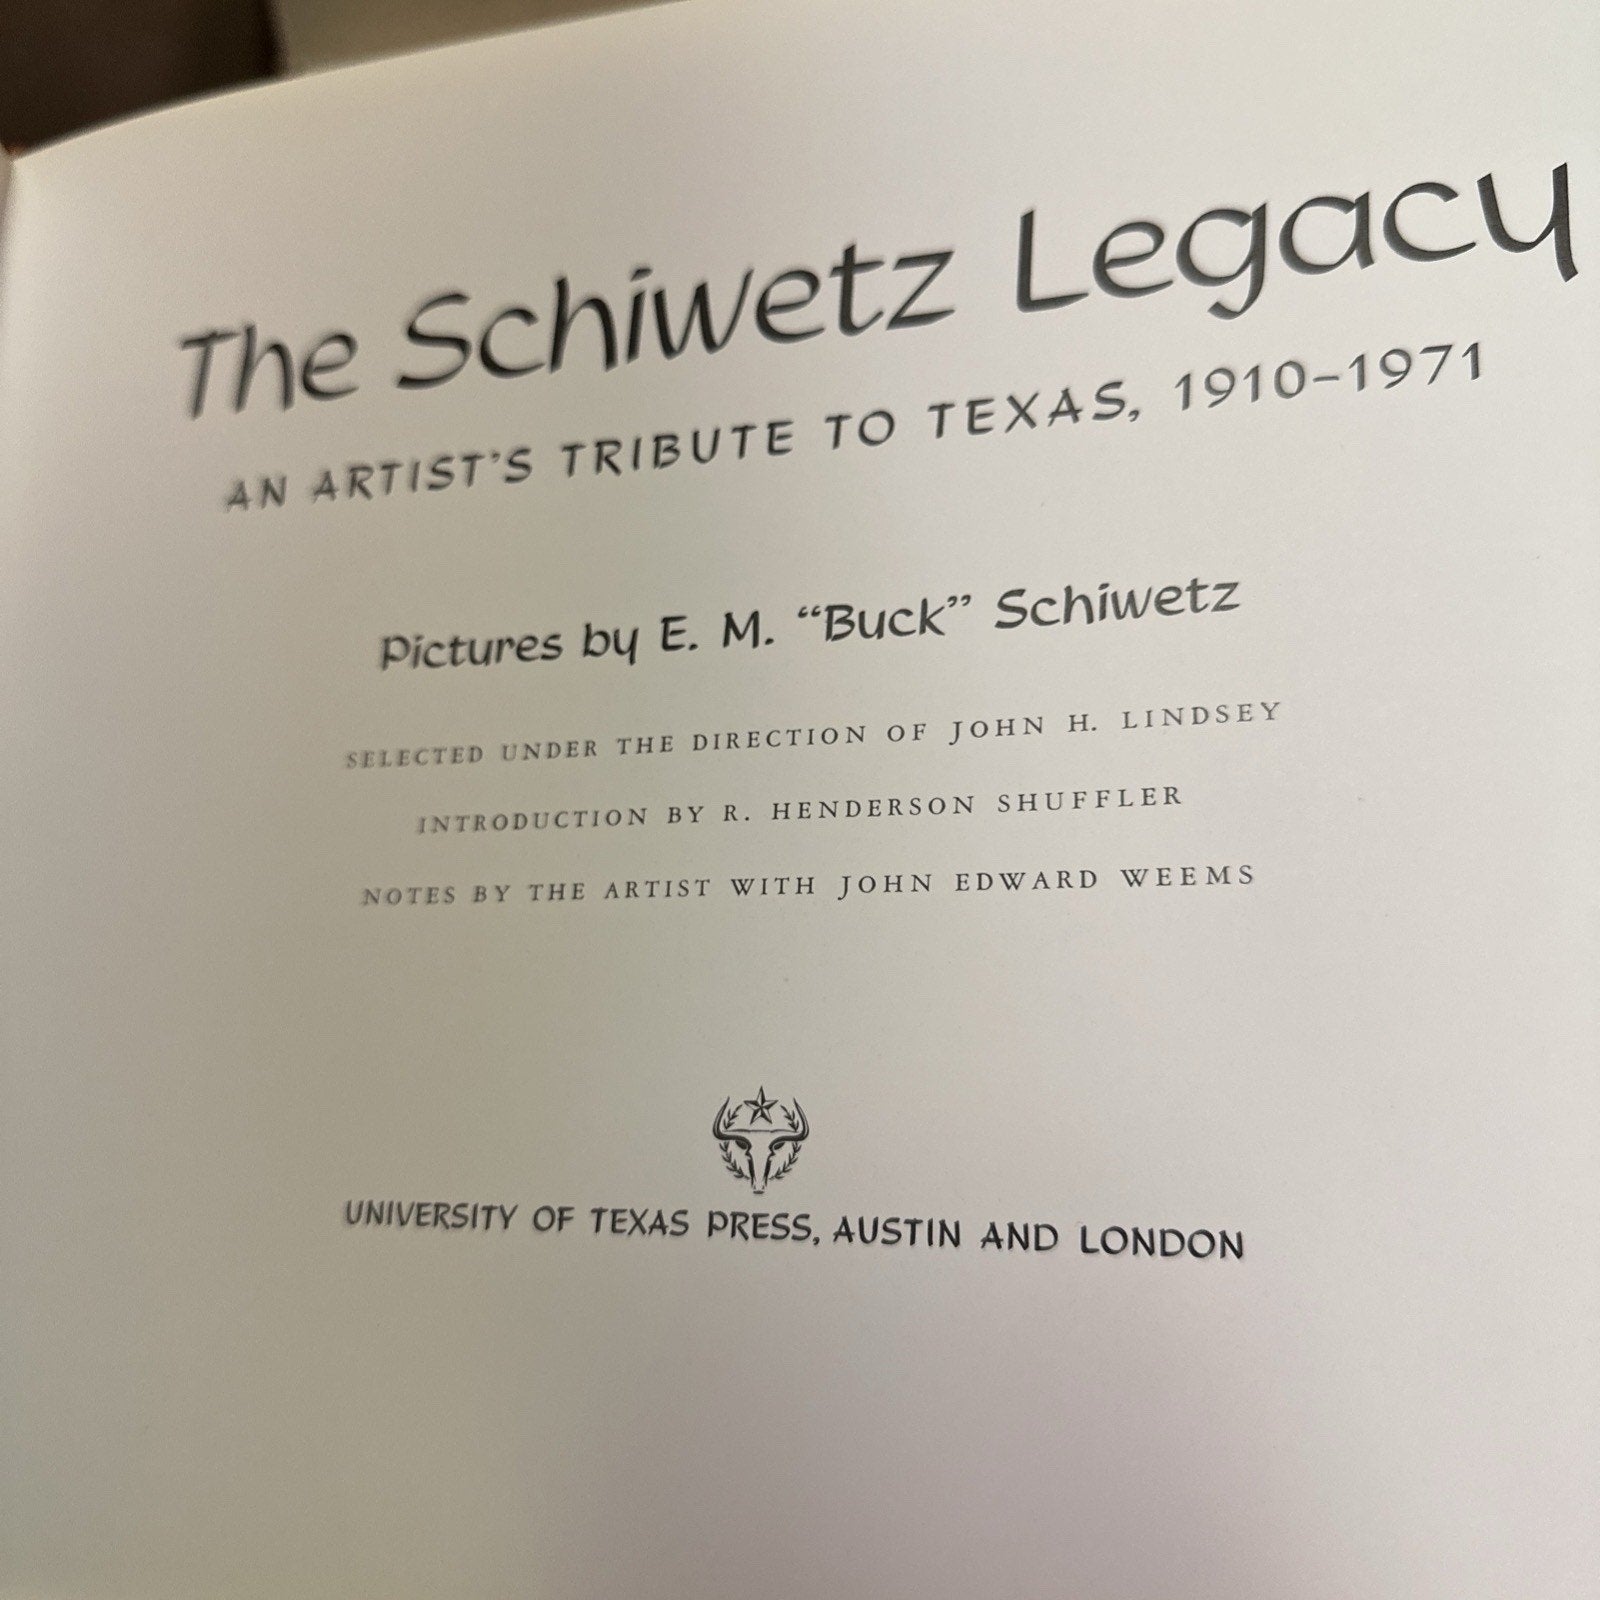 The Schiwetz Legacy
AN ARTIST'S TRIBUTE TO TEXAS, 1910–1971
Pictures by E. M. “Buck” Schiwetz
SELECTED UNDER THE DIRECTION OF JOHN H. LINDSEY
INTRODUCTION BY R. HENDERSON SHUFFLER
NOTES BY THE ARTIST WITH JOHN EDWARD WEEMS
UNIVERSITY OF TEXAS PRESS, AUSTIN AND LONDON